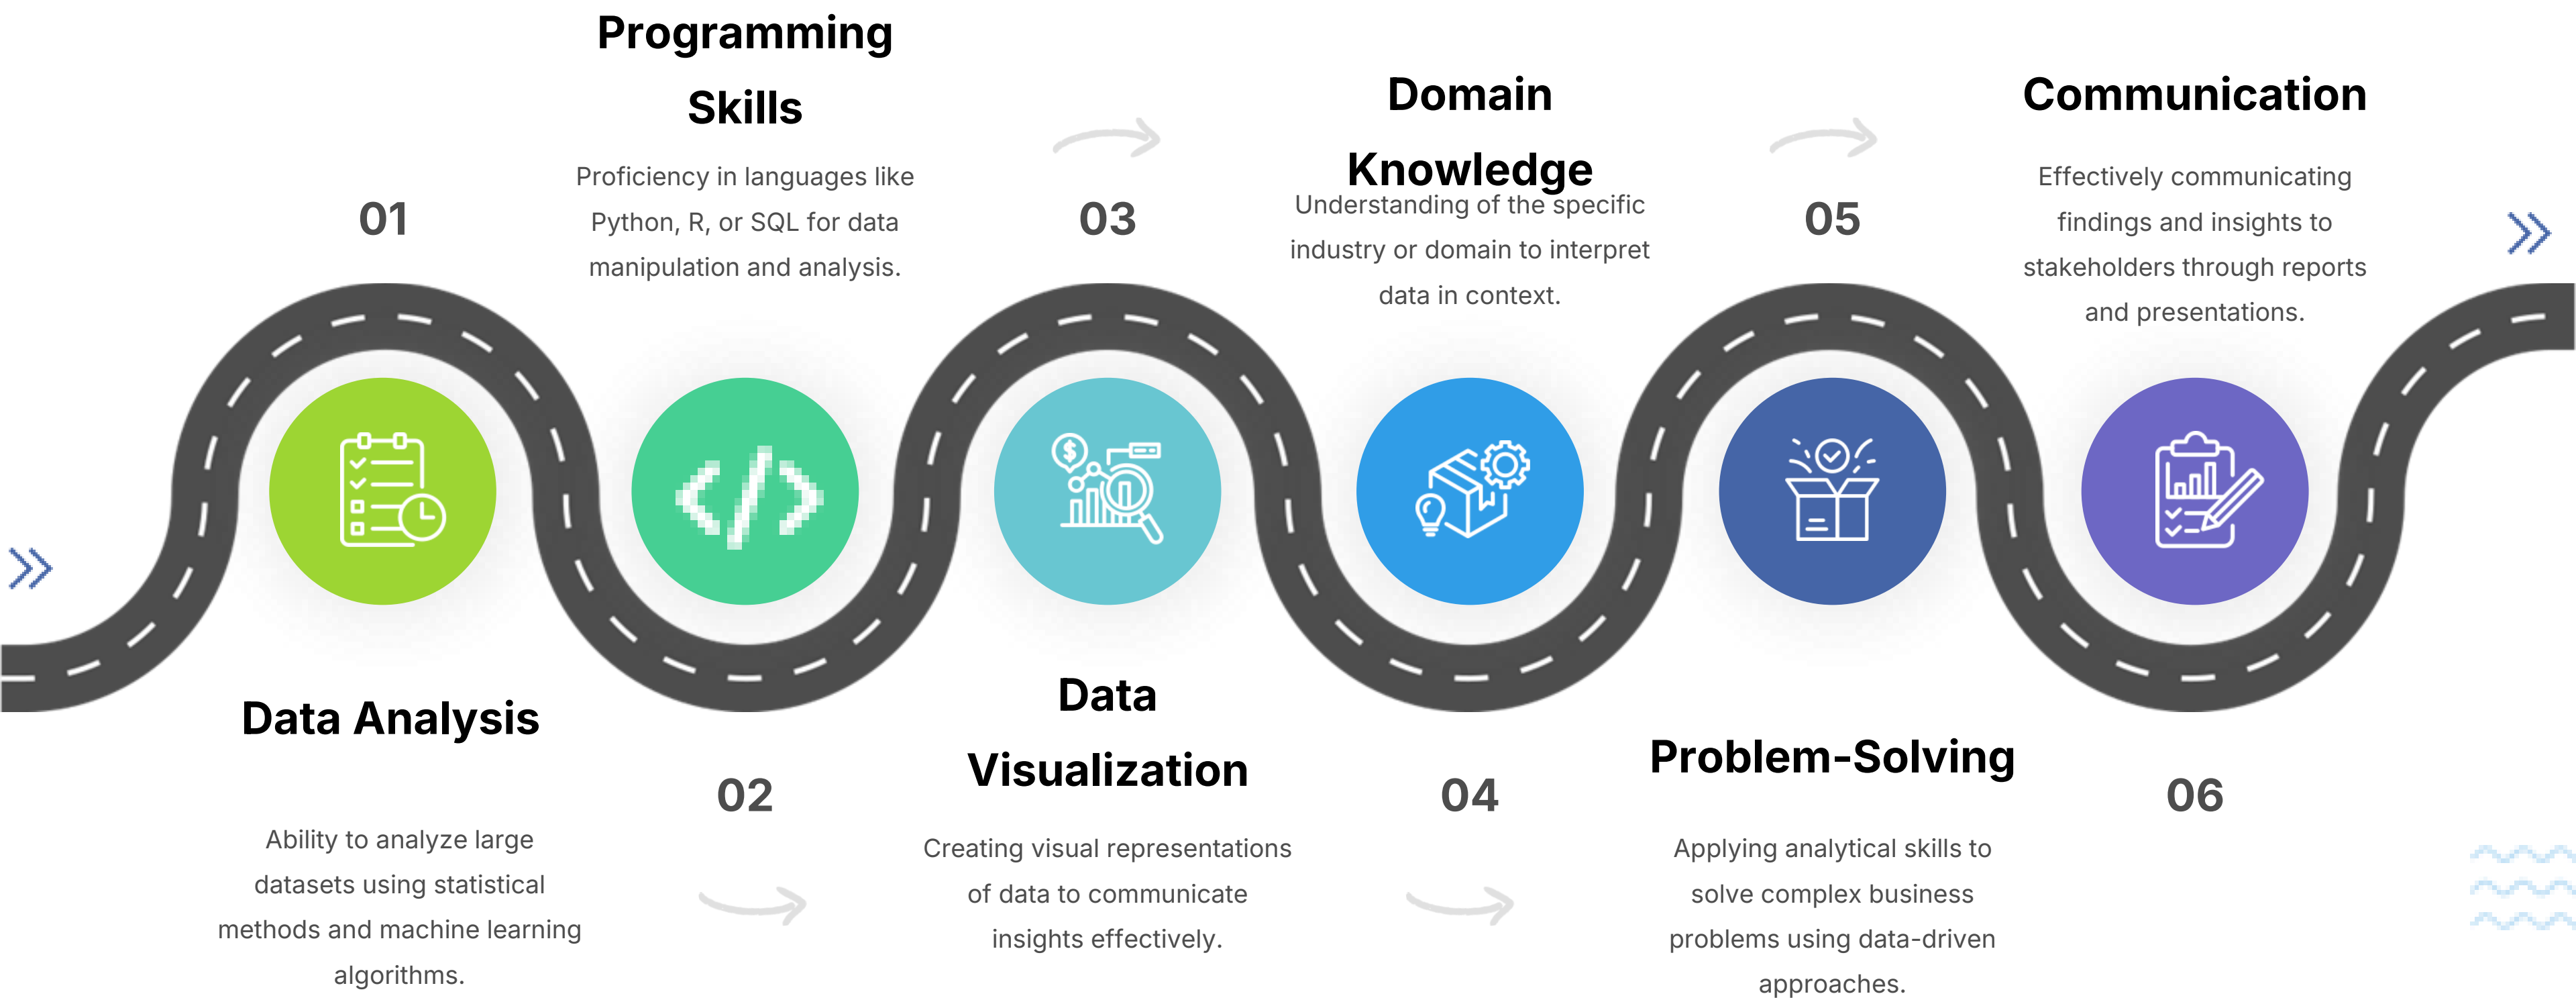 01
Data Analysis
Ability to analyze large
datasets using statistical
methods and machine learning
algorithms.
Programming
Skills
Proficiency in languages like
Python, R, or SQL for data
manipulation and analysis.
02
03
Data
Visualization
Creating visual representations
of data to communicate
insights effectively.
Domain
Knowledge
Understanding of the specific
industry or domain to interpret
data in context.
04
05
Problem-Solving
Applying analytical skills to
solve complex business
problems using data-driven
approaches.
Communication
Effectively communicating
findings and insights to
stakeholders through reports
and presentations.
06